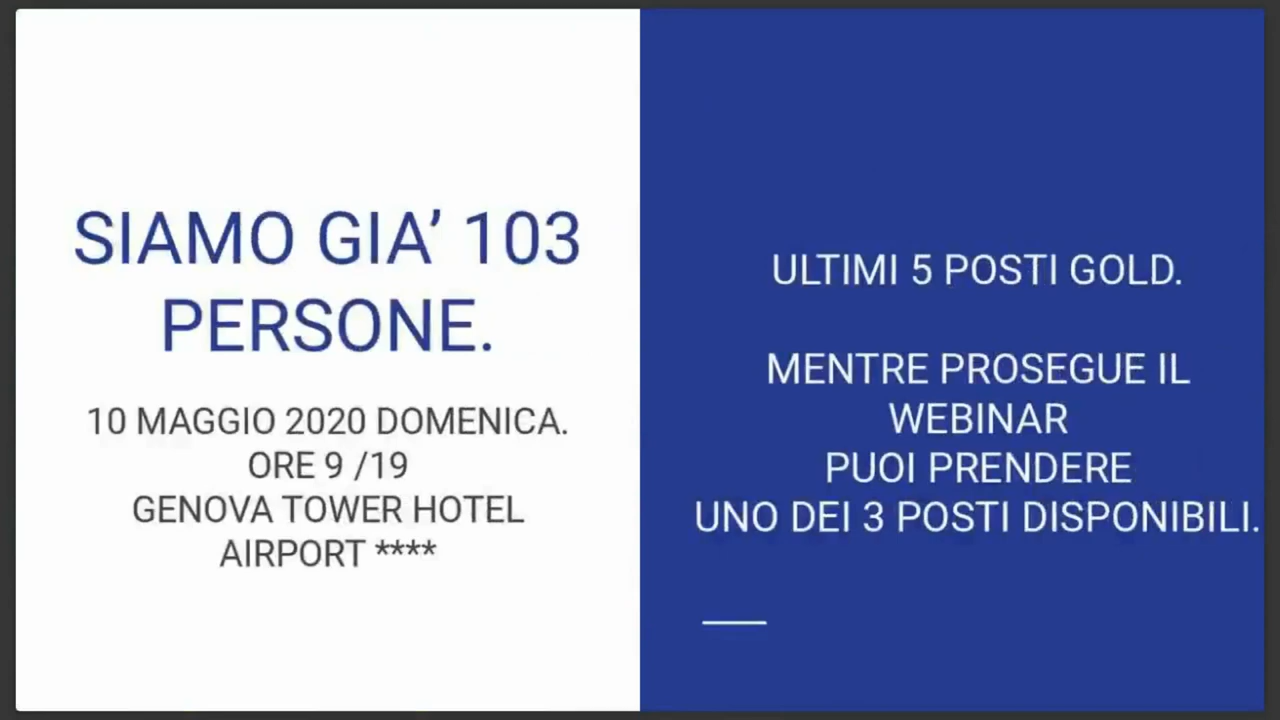 SIAMO GIA’ 103
PERSONE.
10 MAGGIO 2020 DOMENICA.
ORE 9 /19
GENOVA TOWER HOTEL
AIRPORT ****
ULTIMI 5 POSTI GOLD.
MENTRE PROSEGUE IL
WEBINAR
PUOI PRENDERE
UNO DEI 3 POSTI DISPONIBILI.